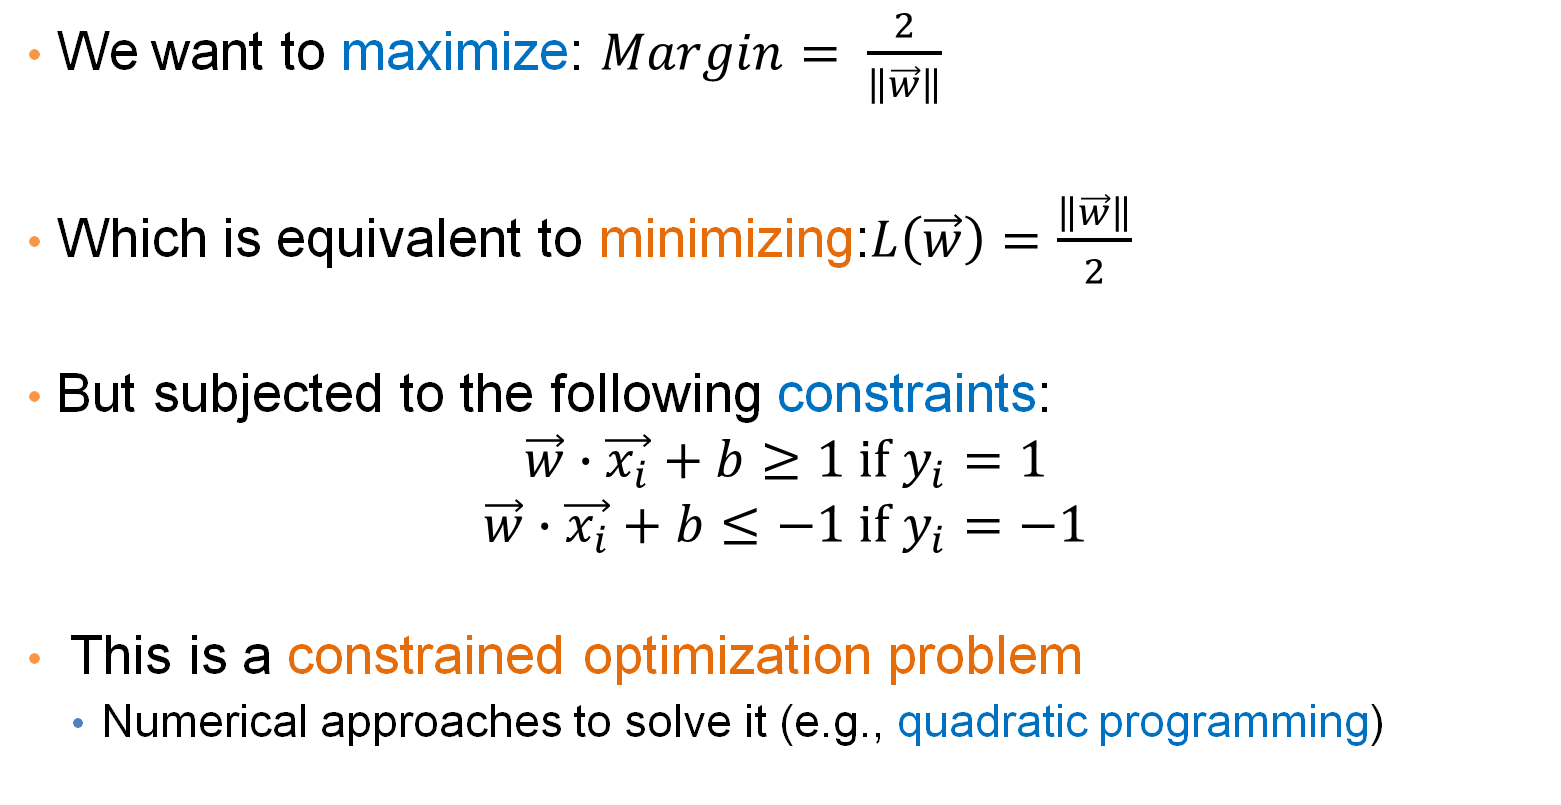 • We want to maximize: Margin = 2/‖w⃗‖
• Which is equivalent to minimizing:L(w⃗) = ‖w⃗‖/2
• But subjected to the following constraints:
w⃗ · x⃗ᵢ + b ≥ 1 if yᵢ = 1
w⃗ · x⃗ᵢ + b ≤ −1 if yᵢ = −1
• This is a constrained optimization problem
• Numerical approaches to solve it (e.g., quadratic programming)